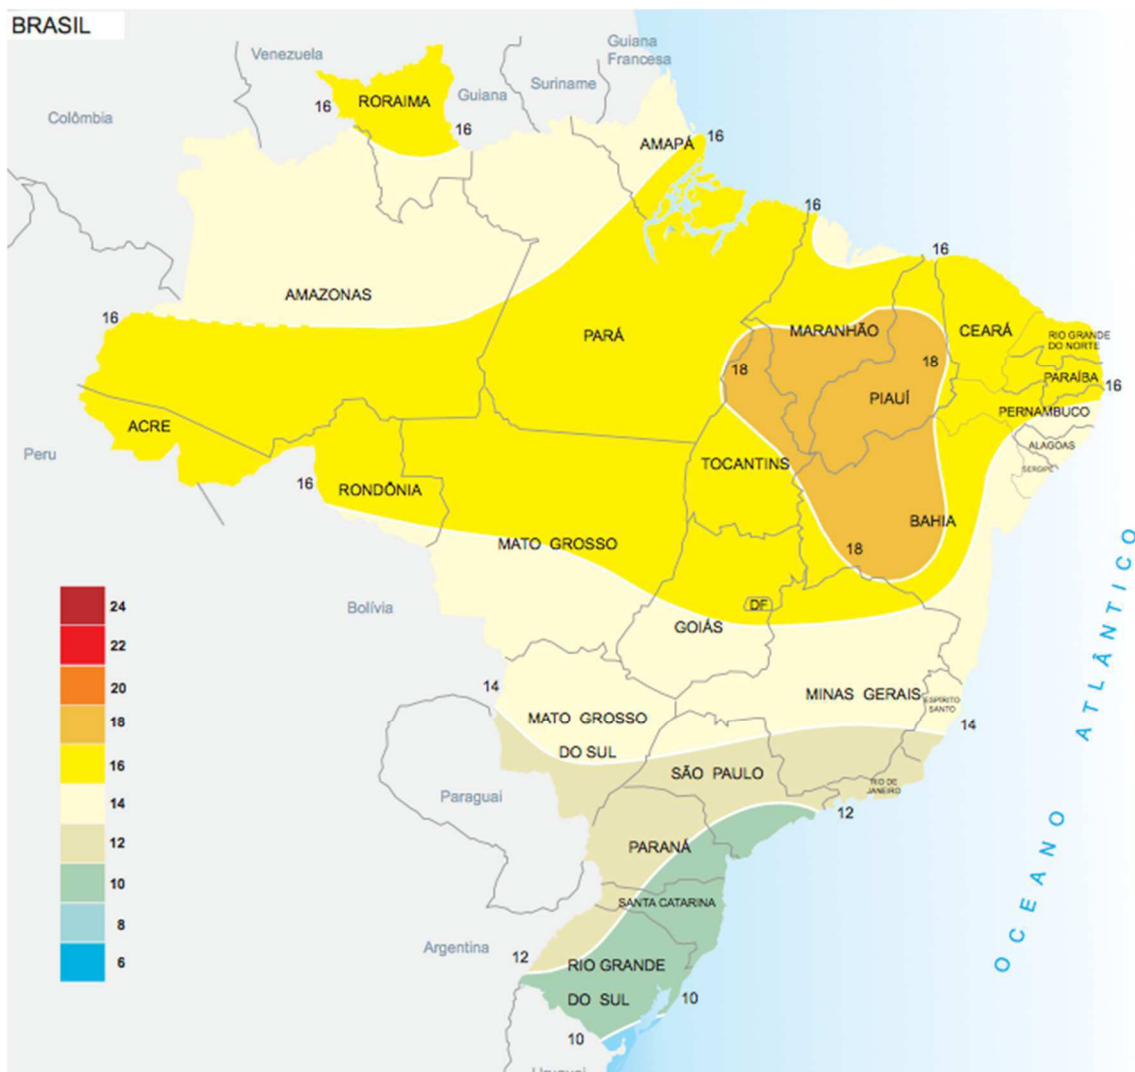 BRASIL
Venezuela
Guiana
Francesa
Suriname
Guiana
Colômbia
RORAIMA
16
16
AMAPÁ
16
16
16
AMAZONAS
16
PARÁ
MARANHÃO
CEARÁ
RIO GRANDE
DO NORTE
18
18
PARAÍBA
16
PIAUÍ
PERNAMBUCO
ACRE
ALAGOAS
Peru
TOCANTINS
SERGIPE
16
RONDÔNIA
BAHIA
MATO GROSSO
18
Bolívia
DF
GOIÁS
24
22
20
18
16
14
12
10
8
6
14
MATO GROSSO
DO SUL
MINAS GERAIS
ESPÍRITO
SANTO
14
SÃO PAULO
RIO DE
JANEIRO
12
Paraguai
PARANÁ
SANTA CATARINA
Argentina
12
RIO GRANDE
DO SUL
10
10
OCEANO ATLÂNTICO
Uruguai